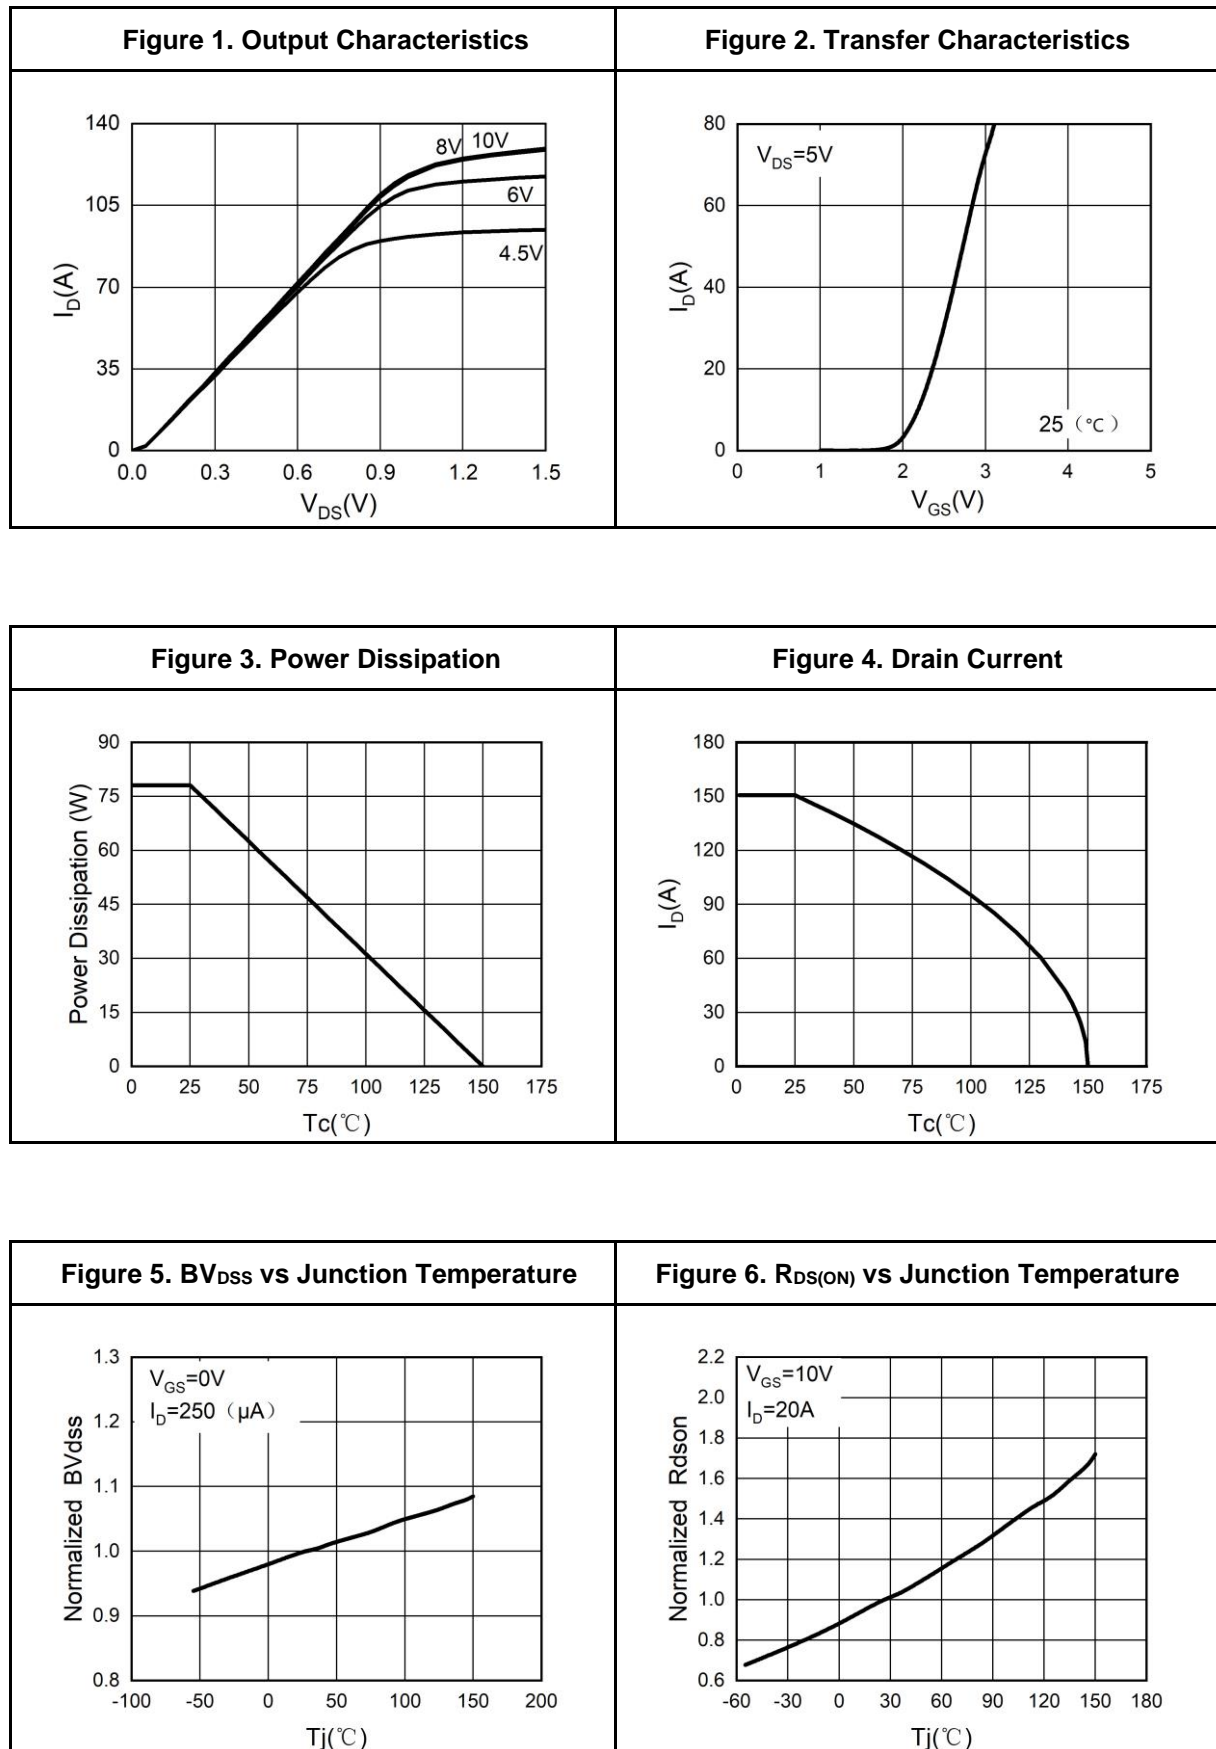 Figure 1. Output Characteristics
140
105
70
35
0
I_D(A)
8V 10V
6V
4.5V
0.0 0.3 0.6 0.9 1.2 1.5
V_DS(V)
Figure 2. Transfer Characteristics
80
60
40
20
0
I_D(A)
V_DS=5V
25（℃）
0 1 2 3 4 5
V_GS(V)
Figure 3. Power Dissipation
90
75
60
45
30
15
0
Power Dissipation (W)
0 25 50 75 100 125 150 175
Tc(℃)
Figure 4. Drain Current
180
150
120
90
60
30
0
I_D(A)
0 25 50 75 100 125 150 175
Tc(℃)
Figure 5. BV_DSS vs Junction Temperature
1.3
1.2
1.1
1.0
0.9
0.8
Normalized BVdss
V_GS=0V
I_D=250（μA）
-100 -50 0 50 100 150 200
Tj(℃)
Figure 6. R_DS(ON) vs Junction Temperature
2.2
2.0
1.8
1.6
1.4
1.2
1.0
0.8
0.6
Normalized Rdson
V_GS=10V
I_D=20A
-60 -30 0 30 60 90 120 150 180
Tj(℃)